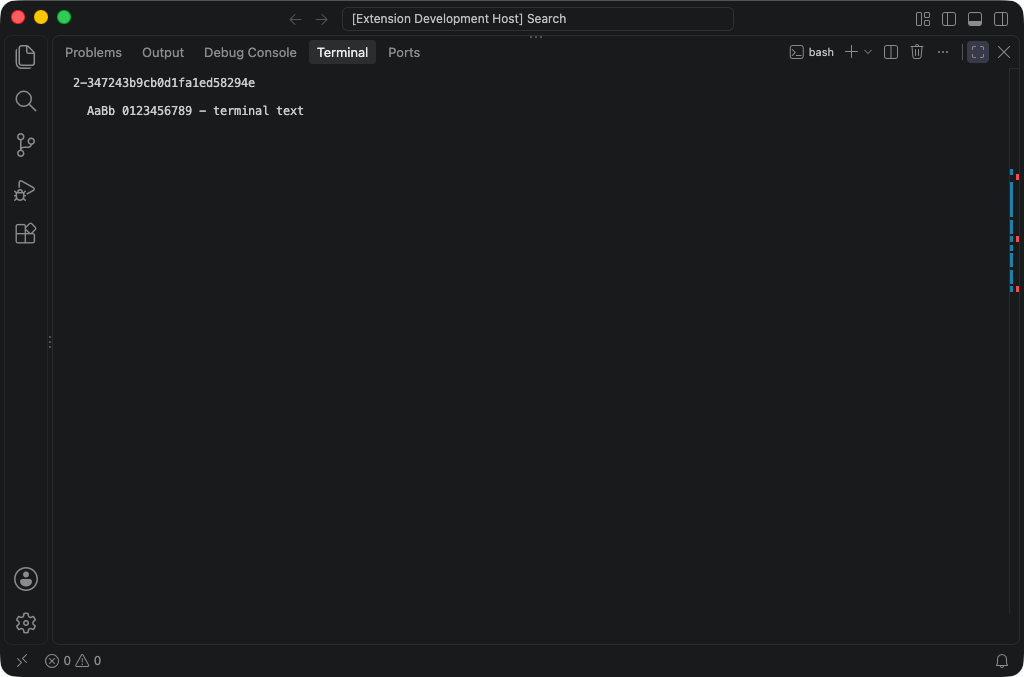 [Extension Development Host] Search
Problems Output Debug Console Terminal Ports bash
2-347243b9cb0d1fa1ed58294e
AaBb 0123456789 - terminal text
0 0